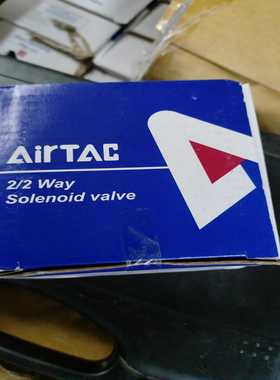 AirTAC
2/2 Way
Solenoid valve